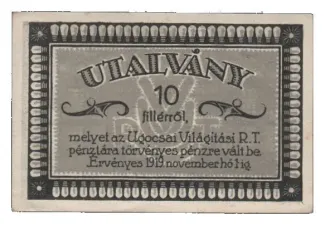 UTALVÁNY
10
fillérről,
melyet az Ugocsai Világítási R.T.
pénztára törvényes pénzre vált be.
Érvényes 1919. november hó 1-ig.